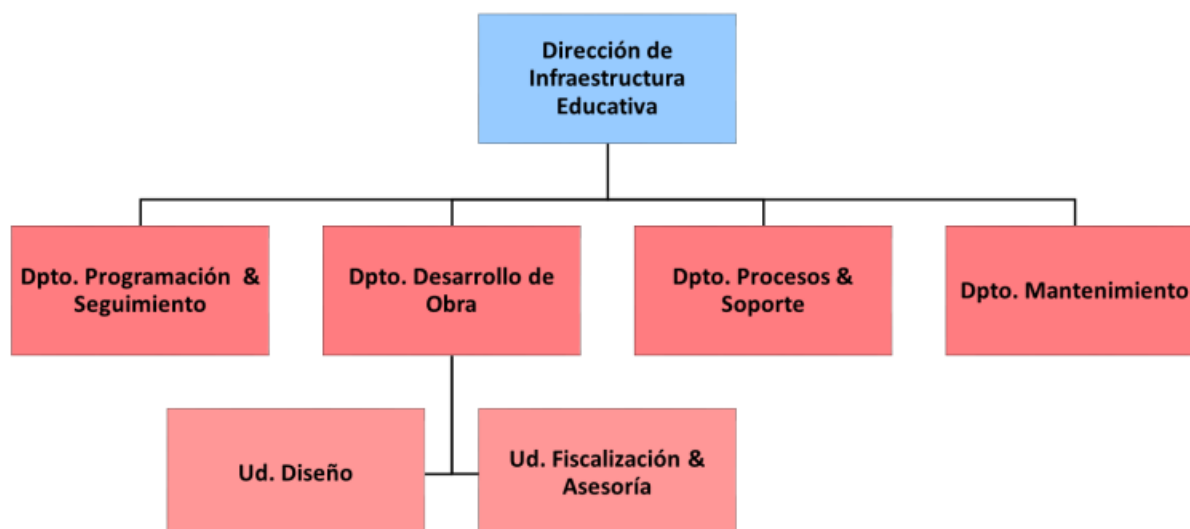 Dirección de
Infraestructura
Educativa
Dpto. Programación & 
Seguimiento
Dpto. Desarrollo de
Obra
Dpto. Procesos &
Soporte
Dpto. Mantenimiento
Ud. Diseño
Ud. Fiscalización &
Asesoría